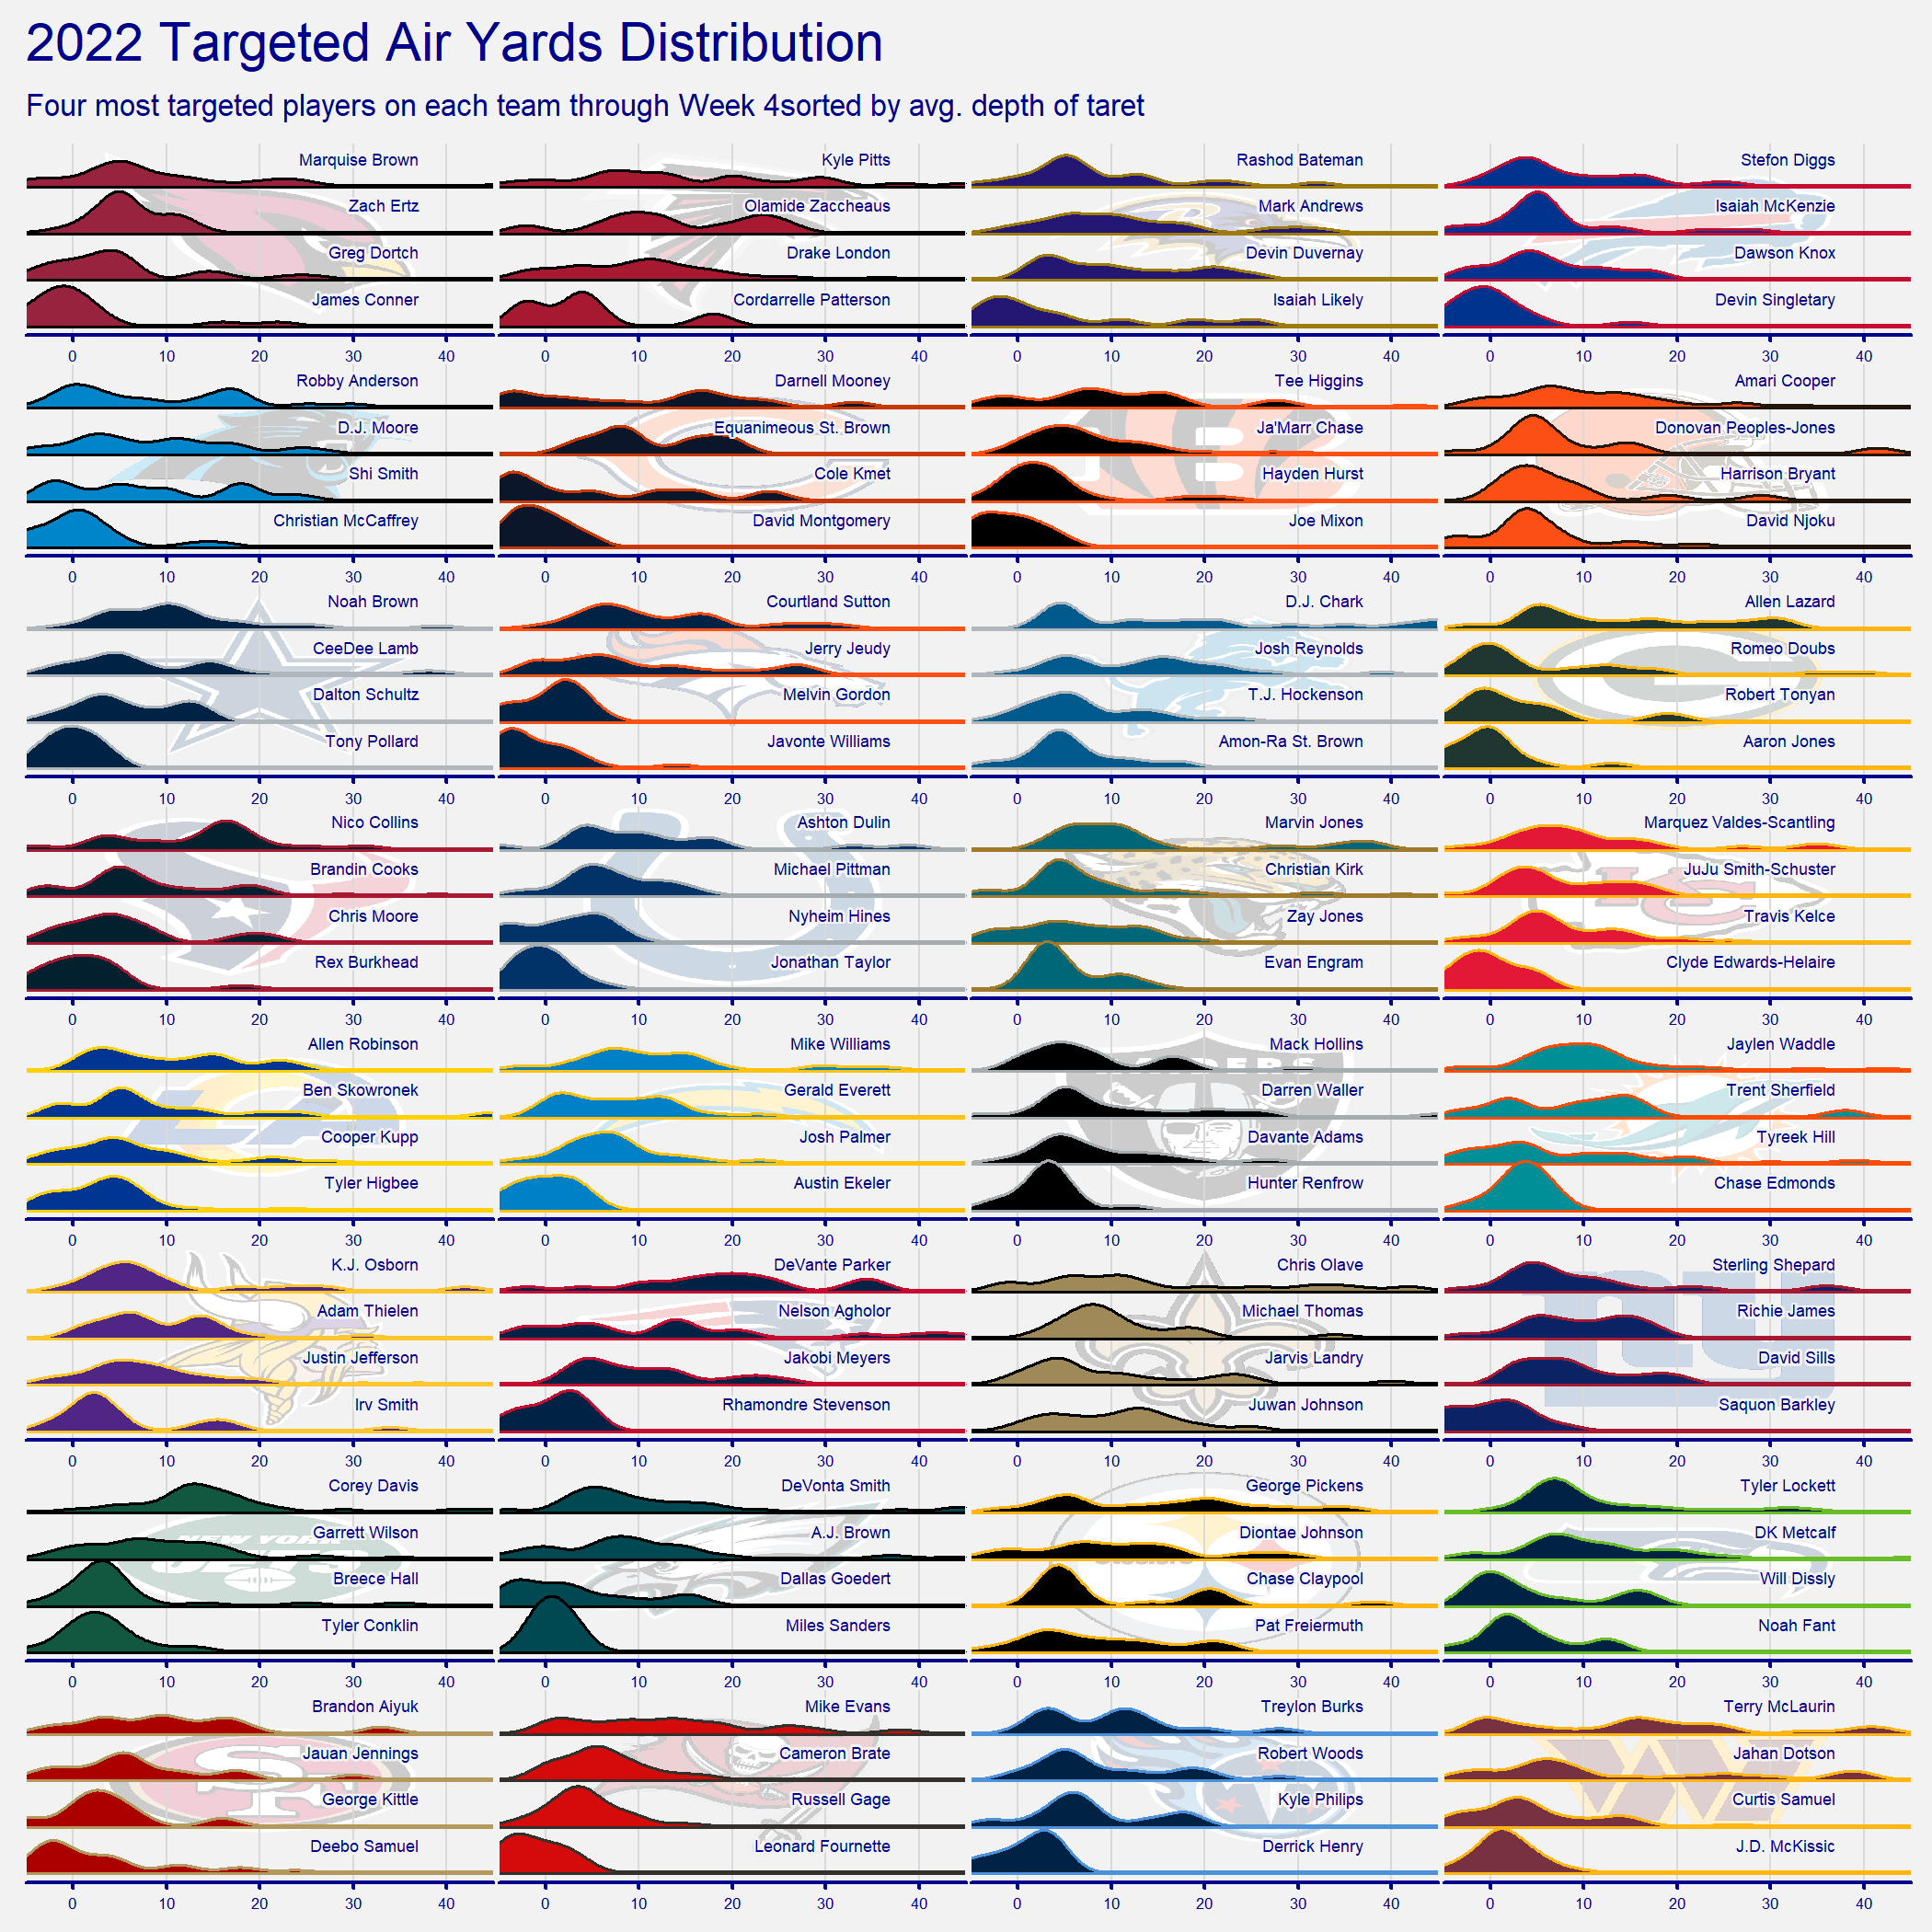 2022 Targeted Air Yards Distribution
Four most targeted players on each team through Week 4sorted by avg. depth of taret
Marquise Brown
Zach Ertz
Greg Dortch
James Conner
0 10 20 30 40
Kyle Pitts
Olamide Zaccheaus
Drake London
Cordarrelle Patterson
0 10 20 30 40
Rashod Bateman
Mark Andrews
Devin Duvernay
Isaiah Likely
0 10 20 30 40
Stefon Diggs
Isaiah McKenzie
Dawson Knox
Devin Singletary
0 10 20 30 40
Robby Anderson
D.J. Moore
Shi Smith
Christian McCaffrey
0 10 20 30 40
Darnell Mooney
Equanimeous St. Brown
Cole Kmet
David Montgomery
0 10 20 30 40
Tee Higgins
Ja'Marr Chase
Hayden Hurst
Joe Mixon
0 10 20 30 40
Amari Cooper
Donovan Peoples-Jones
Harrison Bryant
David Njoku
0 10 20 30 40
Noah Brown
CeeDee Lamb
Dalton Schultz
Tony Pollard
0 10 20 30 40
Courtland Sutton
Jerry Jeudy
Melvin Gordon
Javonte Williams
0 10 20 30 40
D.J. Chark
Josh Reynolds
T.J. Hockenson
Amon-Ra St. Brown
0 10 20 30 40
Allen Lazard
Romeo Doubs
Robert Tonyan
Aaron Jones
0 10 20 30 40
Nico Collins
Brandin Cooks
Chris Moore
Rex Burkhead
0 10 20 30 40
Ashton Dulin
Michael Pittman
Nyheim Hines
Jonathan Taylor
0 10 20 30 40
Marvin Jones
Christian Kirk
Zay Jones
Evan Engram
0 10 20 30 40
Marquez Valdes-Scantling
JuJu Smith-Schuster
Travis Kelce
Clyde Edwards-Helaire
0 10 20 30 40
Allen Robinson
Ben Skowronek
Cooper Kupp
Tyler Higbee
0 10 20 30 40
Mike Williams
Gerald Everett
Josh Palmer
Austin Ekeler
0 10 20 30 40
Mack Hollins
Darren Waller
Davante Adams
Hunter Renfrow
0 10 20 30 40
Jaylen Waddle
Trent Sherfield
Tyreek Hill
Chase Edmonds
0 10 20 30 40
K.J. Osborn
Adam Thielen
Justin Jefferson
Irv Smith
0 10 20 30 40
DeVante Parker
Nelson Agholor
Jakobi Meyers
Rhamondre Stevenson
0 10 20 30 40
Chris Olave
Michael Thomas
Jarvis Landry
Juwan Johnson
0 10 20 30 40
Sterling Shepard
Richie James
David Sills
Saquon Barkley
0 10 20 30 40
Corey Davis
Garrett Wilson
Breece Hall
Tyler Conklin
0 10 20 30 40
DeVonta Smith
A.J. Brown
Dallas Goedert
Miles Sanders
0 10 20 30 40
George Pickens
Diontae Johnson
Chase Claypool
Pat Freiermuth
0 10 20 30 40
Tyler Lockett
DK Metcalf
Will Dissly
Noah Fant
0 10 20 30 40
Brandon Aiyuk
Jauan Jennings
George Kittle
Deebo Samuel
0 10 20 30 40
Mike Evans
Cameron Brate
Russell Gage
Leonard Fournette
0 10 20 30 40
Treylon Burks
Robert Woods
Kyle Philips
Derrick Henry
0 10 20 30 40
Terry McLaurin
Jahan Dotson
Curtis Samuel
J.D. McKissic
0 10 20 30 40